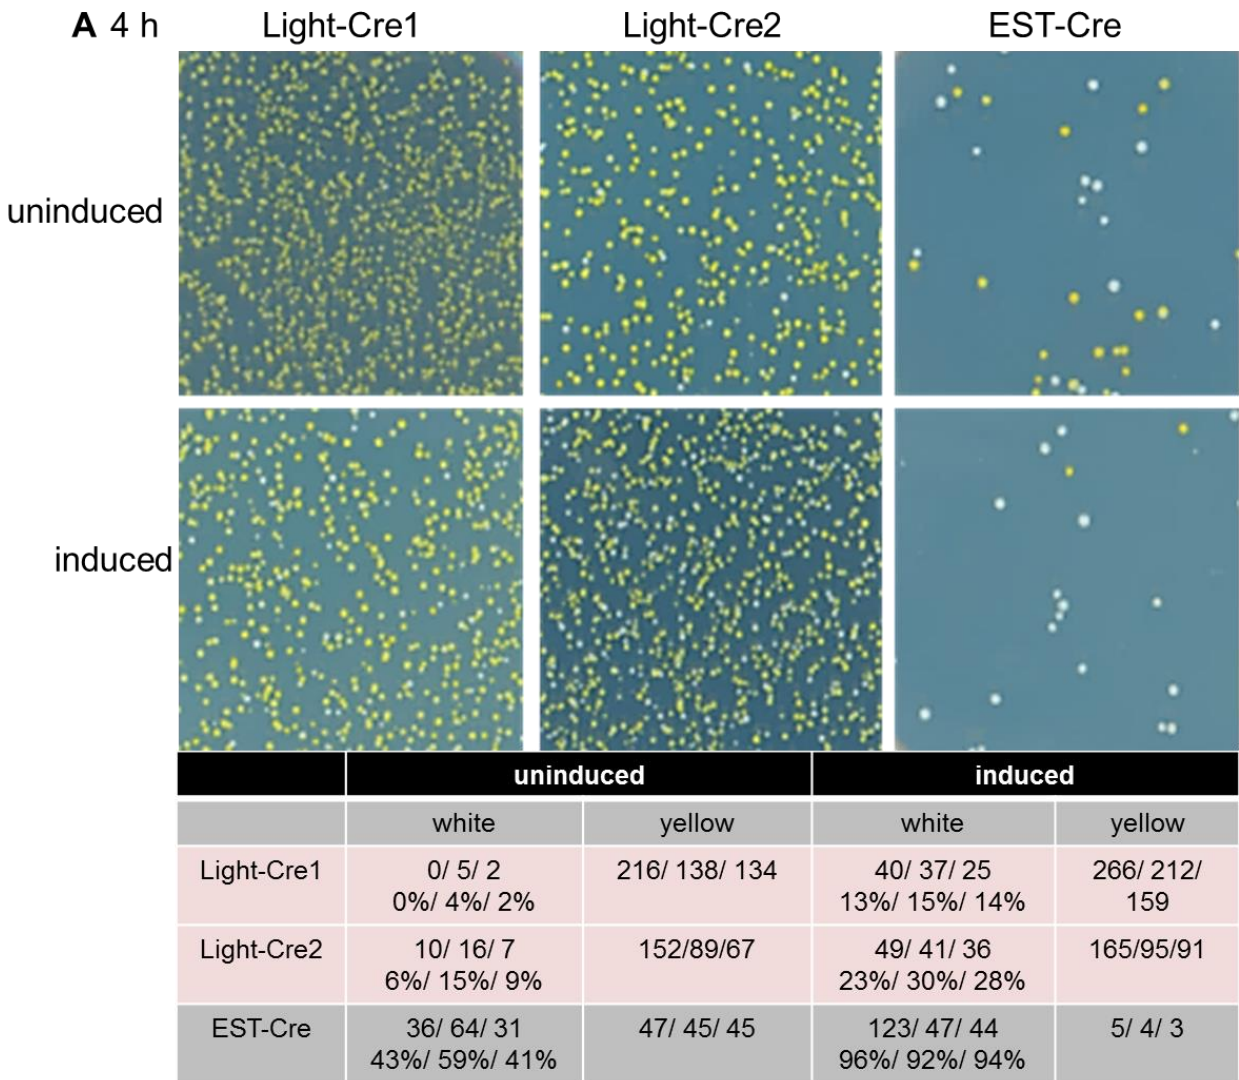 A 4 h Light-Cre1 Light-Cre2 EST-Cre
uninduced
induced
uninduced induced
white yellow white yellow
Light-Cre1 0/ 5/ 2 216/ 138/ 134 40/ 37/ 25 266/ 212/
0%/ 4%/ 2% 13%/ 15%/ 14% 159
Light-Cre2 10/ 16/ 7 152/89/67 49/ 41/ 36 165/95/91
6%/ 15%/ 9% 23%/ 30%/ 28%
EST-Cre 36/ 64/ 31 47/ 45/ 45 123/ 47/ 44 5/ 4/ 3
43%/ 59%/ 41% 96%/ 92%/ 94%